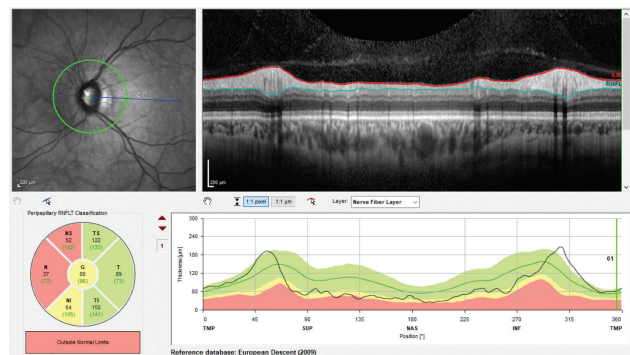 200 µm
ILM
RNFL
200 µm
1:1 pixel
1:1 µm
Layer:
Nerve Fiber Layer
Peripapillary RNFLT Classification
NS
52
(102)
TS
122
(133)
N
37
(72)
G
80
(96)
T
89
(73)
NI
64
(105)
TI
150
(141)
Outside Normal Limits
1
Thickness [µm]
300
240
180
120
60
0
61
0 45 90 135 180 225 270 315 360
TMP SUP NAS INF TMP
Position [°]
Reference database: European Descent (2009)